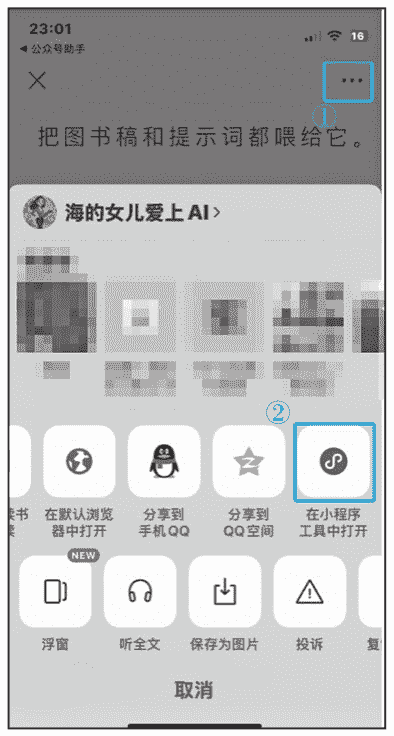 23:01
16
◀ 公众号助手
①
把图书稿和提示词都喂给它。
海的女儿爱上 AI>
②
在默认浏览
器中打开
分享到
手机QQ
分享到
QQ空间
在小程序
工具中打开
NEW
浮窗
听全文
保存为图片
投诉
取消